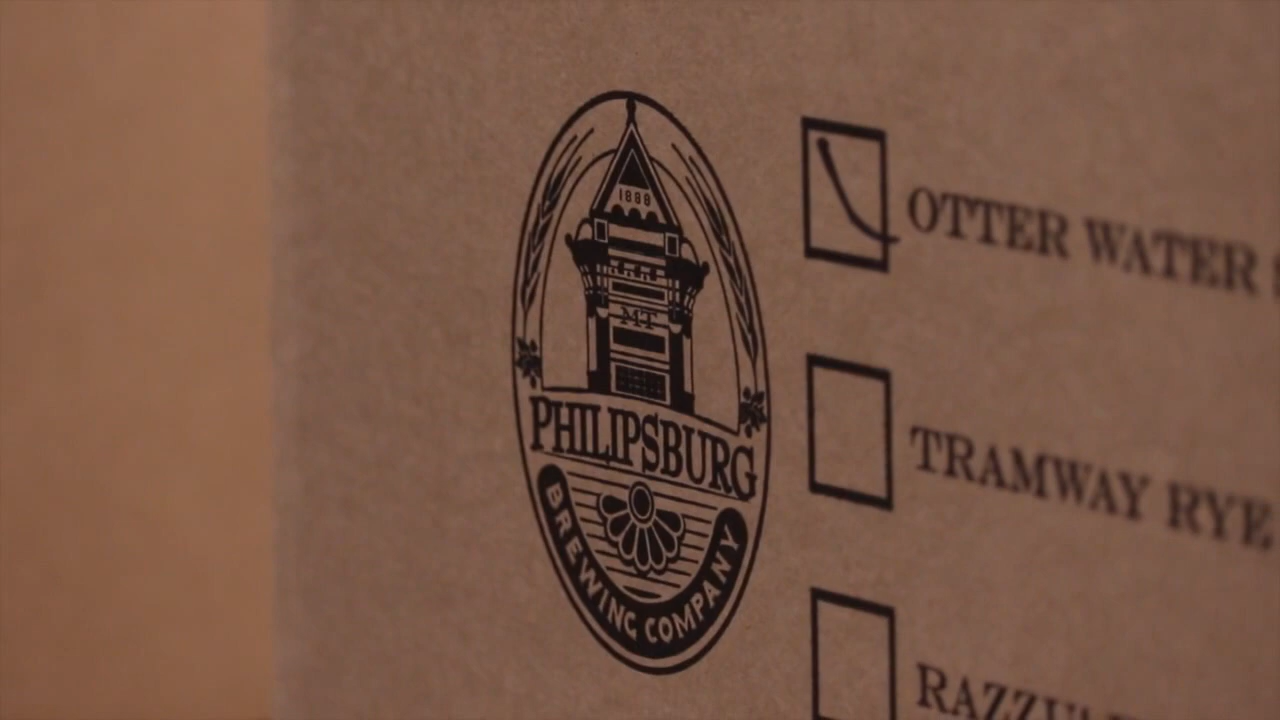 1888
MT
PHILIPSBURG
BREWING COMPANY
OTTER WATER
TRAMWAY RYE